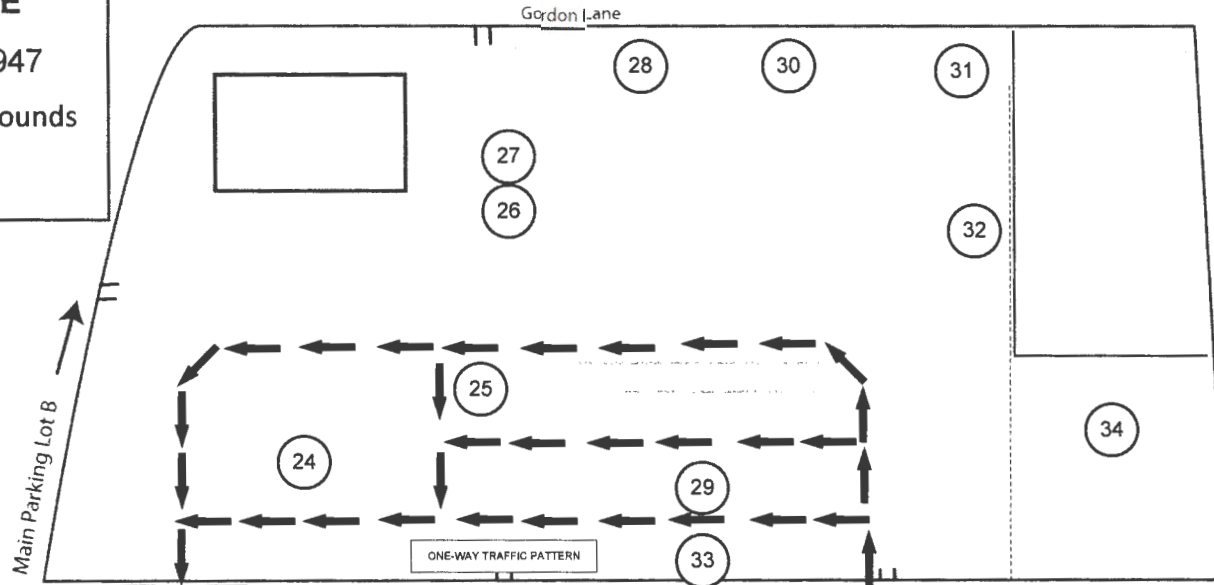 E
947
ounds
Gordon Lane
28
30
31
27
26
32
25
34
24
29
ONE-WAY TRAFFIC PATTERN
33
Main Parking Lot B